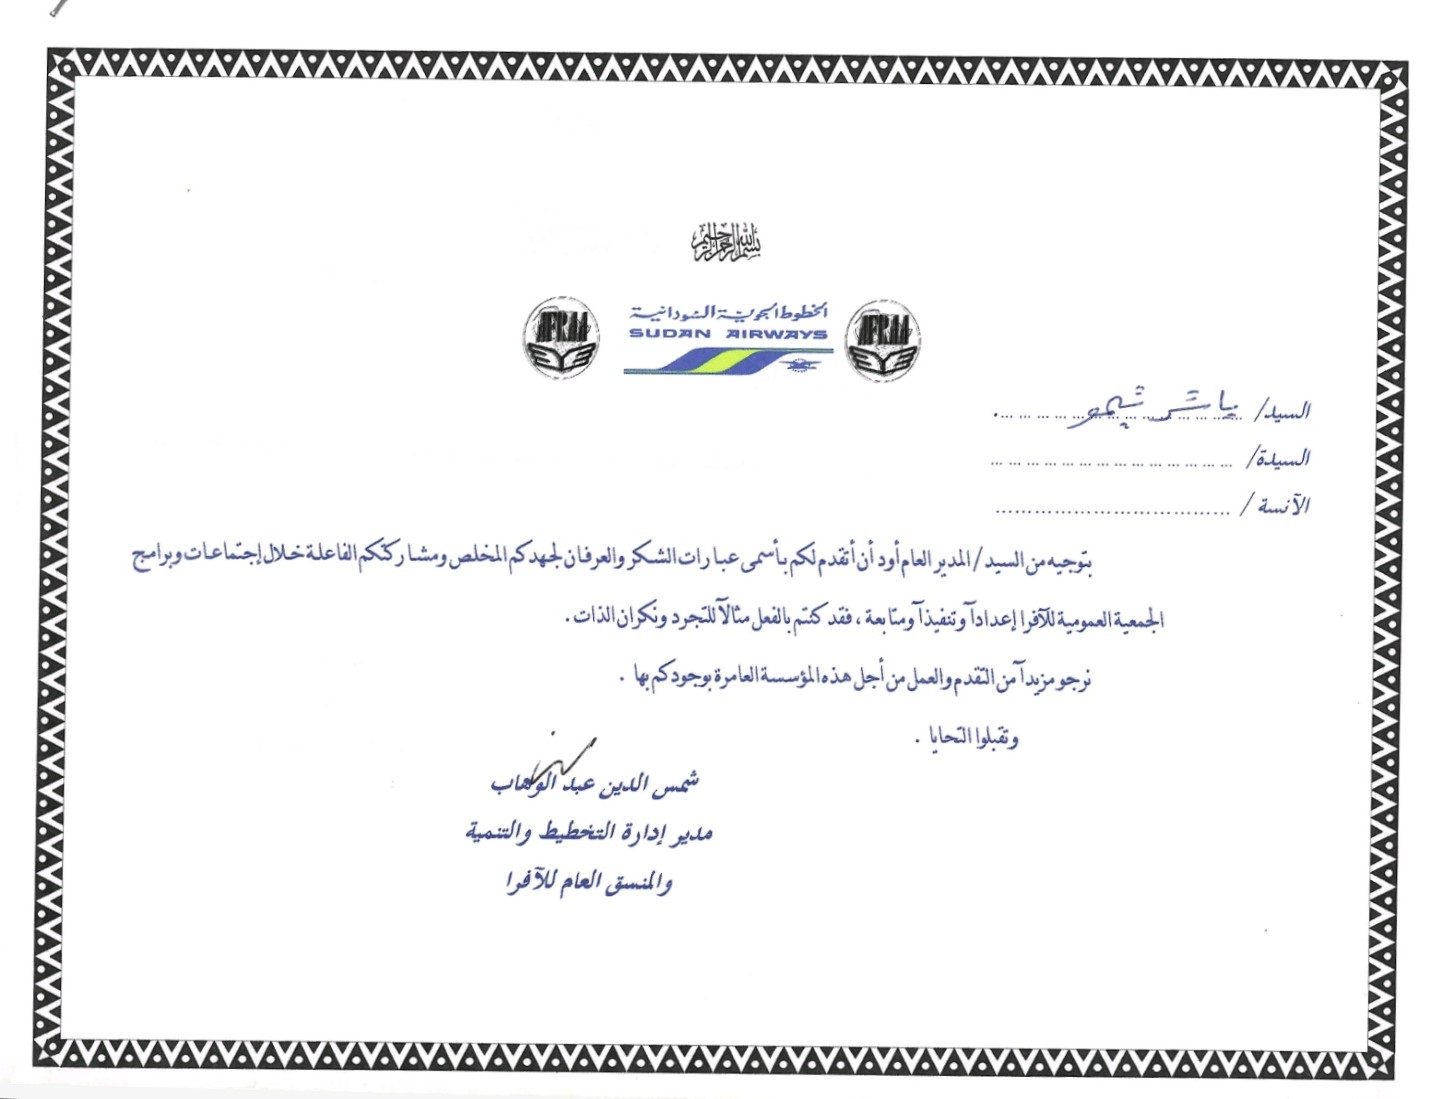 بسم الله الرحمن الرحيم
AFRAA
الخطوط الجوية السودانية
SUDAN AIRWAYS
AFRAA
السيد/ ................
السيدة/ ................
الآنسة / ................
بتوجيه من السيد / المدير العام أود أن أتقدم لكم بأسمى عبارات الشكر والعرفان لجهدكم المخلص ومشاركتكم الفاعلة خلال إجتماعات وبرامج
الجمعية العمومية للآفرا إعداداً وتنفيذاً ومتابعة ، فقد كنتم بالفعل مثالاً للتجرد ونكران الذات .
نرجو مزيداً من التقدم والعمل من أجل هذه المؤسسة العامرة بوجودكم بها .
وتقبلوا التحايا .
شمس الدين عبد الوهاب
مدير إدارة التخطيط والتنمية
والمنسق العام للآفرا